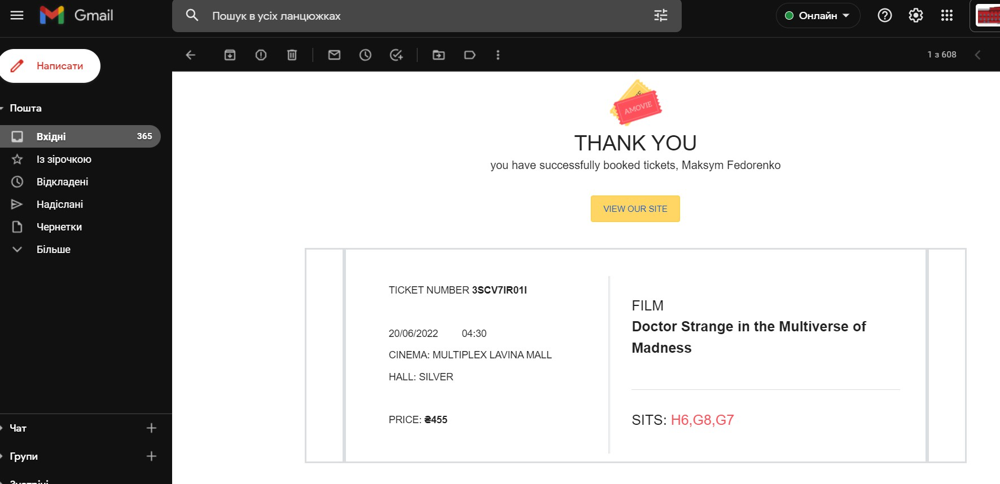 Gmail
Пошук в усіх ланцюжках
Онлайн
Написати
1 з 608
Пошта
Вхідні 365
Із зірочкою
Відкладені
Надіслані
Чернетки
Більше
Чат
Групи
AMOVIE
THANK YOU
you have successfully booked tickets, Maksym Fedorenko
VIEW OUR SITE
TICKET NUMBER 3SCV7IR01I
20/06/2022 04:30
CINEMA: MULTIPLEX LAVINA MALL
HALL: SILVER
PRICE: ₴455
FILM
Doctor Strange in the Multiverse of
Madness
SITS: H6,G8,G7